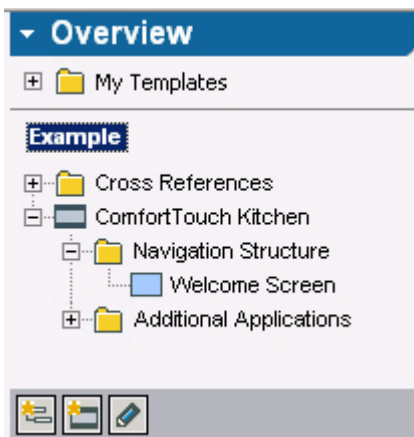 Overview
My Templates
Example
Cross References
ComfortTouch Kitchen
Navigation Structure
Welcome Screen
Additional Applications